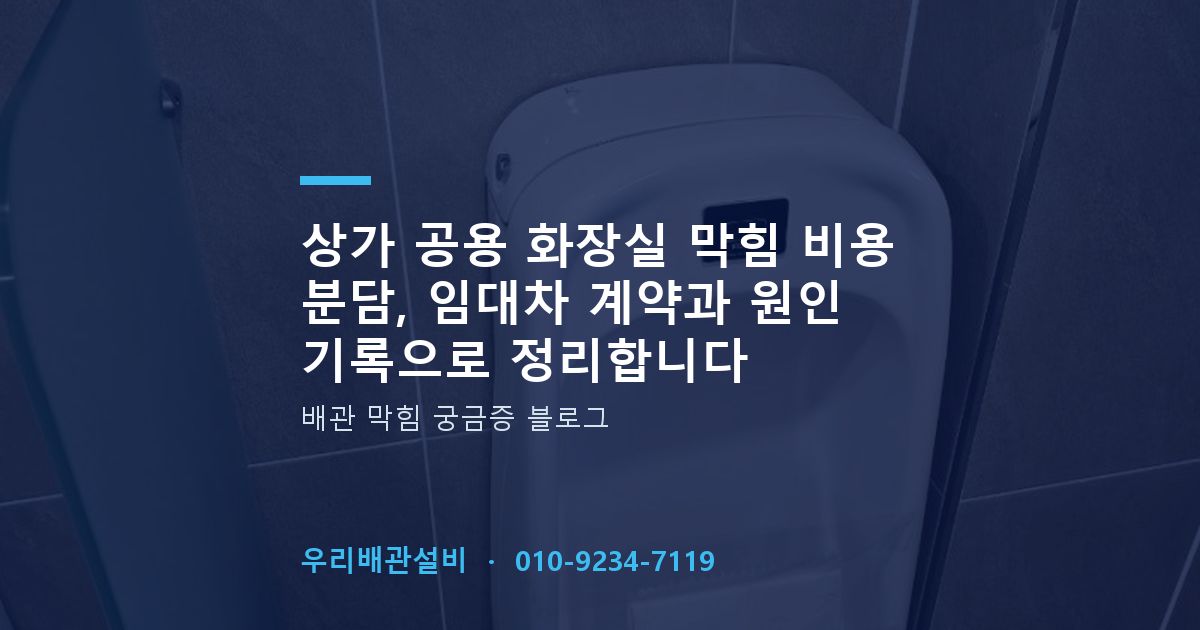 상가 공용 화장실 막힘 비용
분담, 임대차 계약과 원인
기록으로 정리합니다
배관 막힘 궁금증 블로그
우리배관설비 · 010-9234-7119